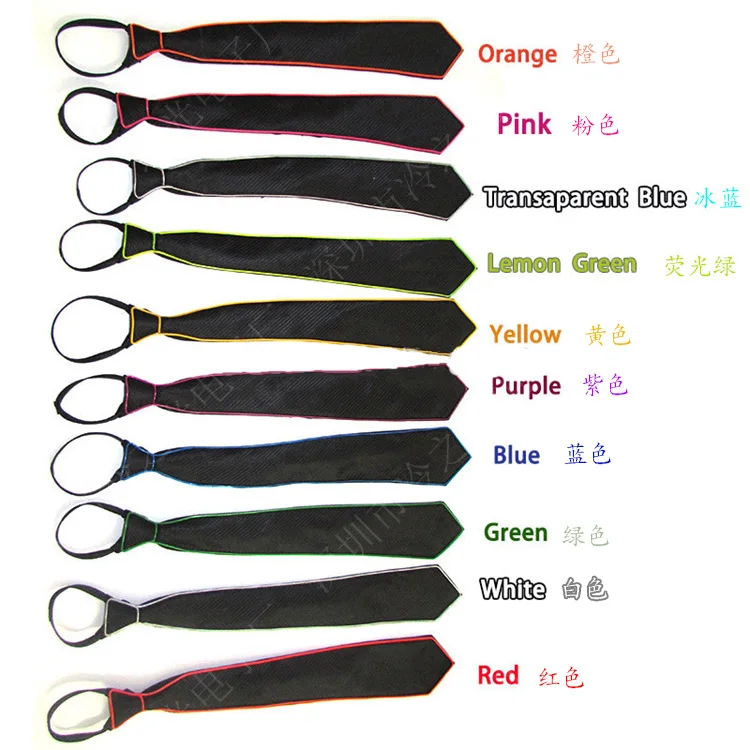 Orange 橙色
Pink 粉色
Transaparent Blue 冰蓝
Lemon Green 荧光绿
Yellow 黄色
Purple 紫色
Blue 蓝色
Green 绿色
White 白色
Red 红色